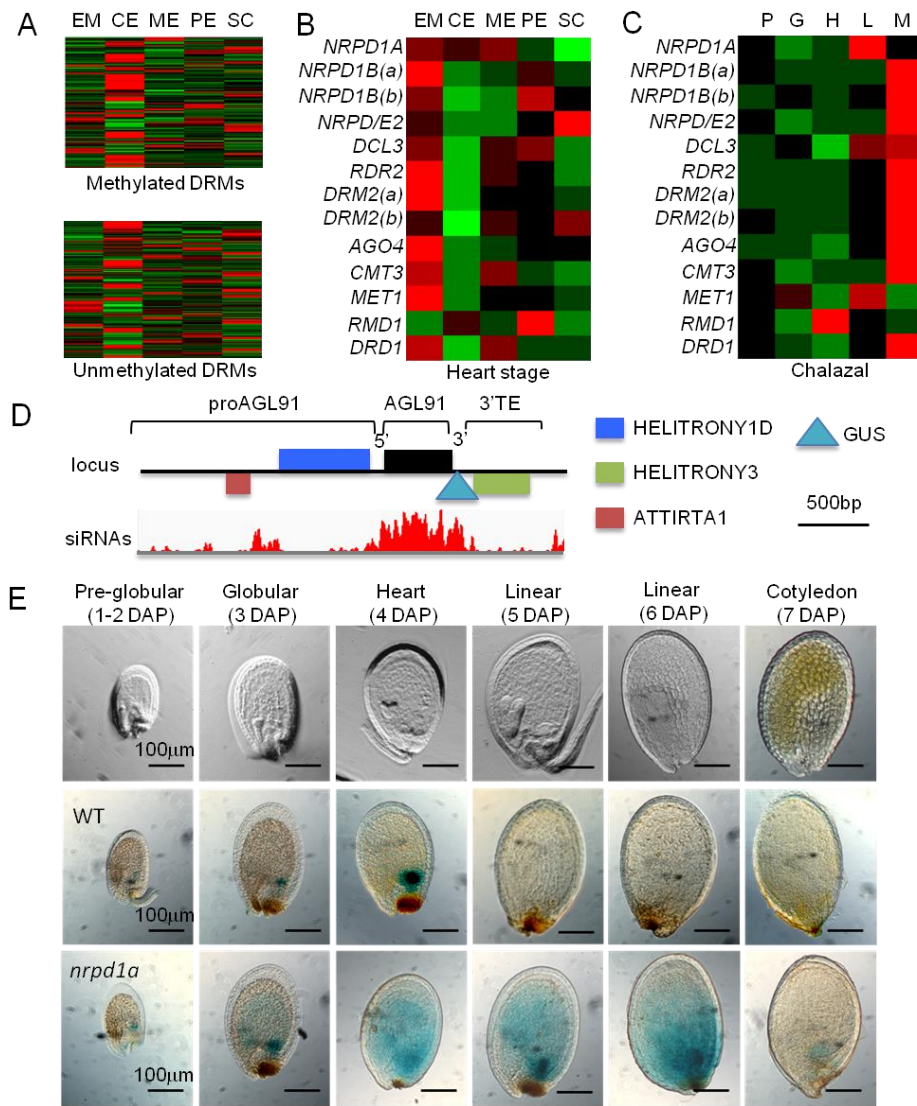 A
EM CE ME PE SC
Methylated DRMs
Unmethylated DRMs
B
EM CE ME PE SC
NRPD1A
NRPD1B(a)
NRPD1B(b)
NRPD/E2
DCL3
RDR2
DRM2(a)
DRM2(b)
AGO4
CMT3
MET1
RMD1
DRD1
Heart stage
C
P G H L M
NRPD1A
NRPD1B(a)
NRPD1B(b)
NRPD/E2
DCL3
RDR2
DRM2(a)
DRM2(b)
AGO4
CMT3
MET1
RMD1
DRD1
Chalazal
D
proAGL91 AGL91 3'TE
5' 3'
locus
siRNAs
HELITRONY1D
HELITRONY3
ATTIRTA1
GUS
500bp
E
Pre-globular (1-2 DAP)
Globular (3 DAP)
Heart (4 DAP)
Linear (5 DAP)
Linear (6 DAP)
Cotyledon (7 DAP)
100μm
WT
100μm
nrpd1a
100μm